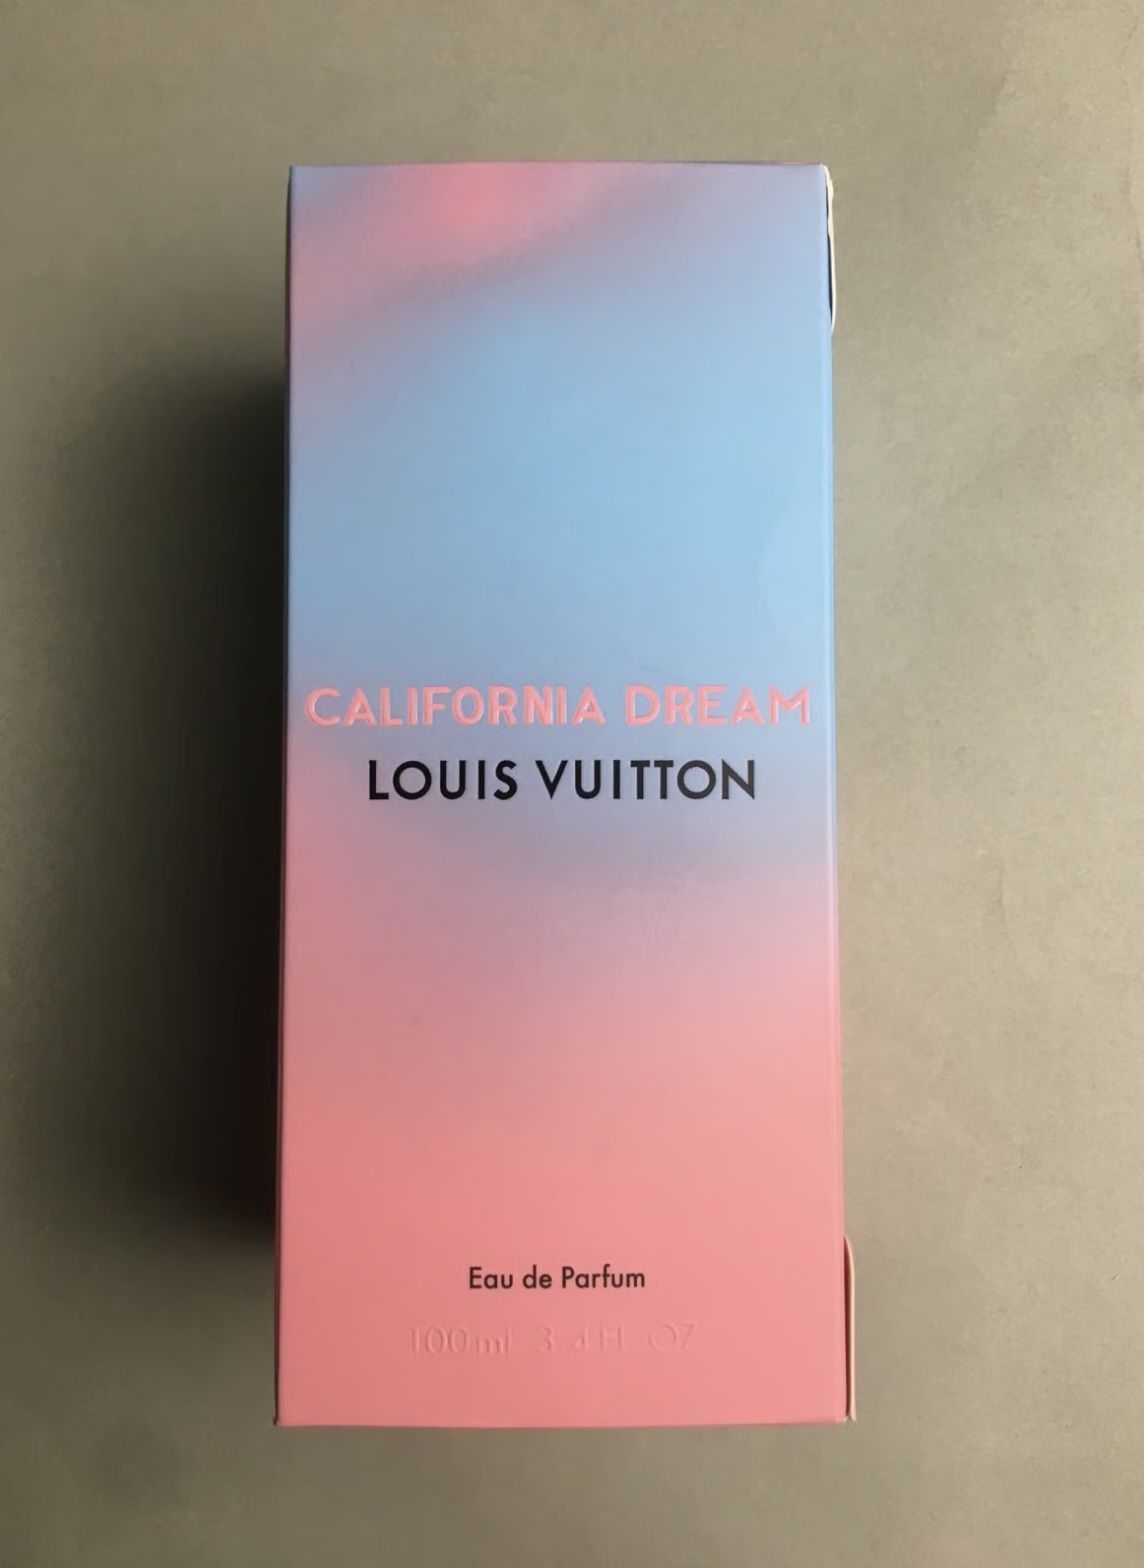 CALIFORNIA DREAM
LOUIS VUITTON
Eau de Parfum
100ml 3.4Fl OZ